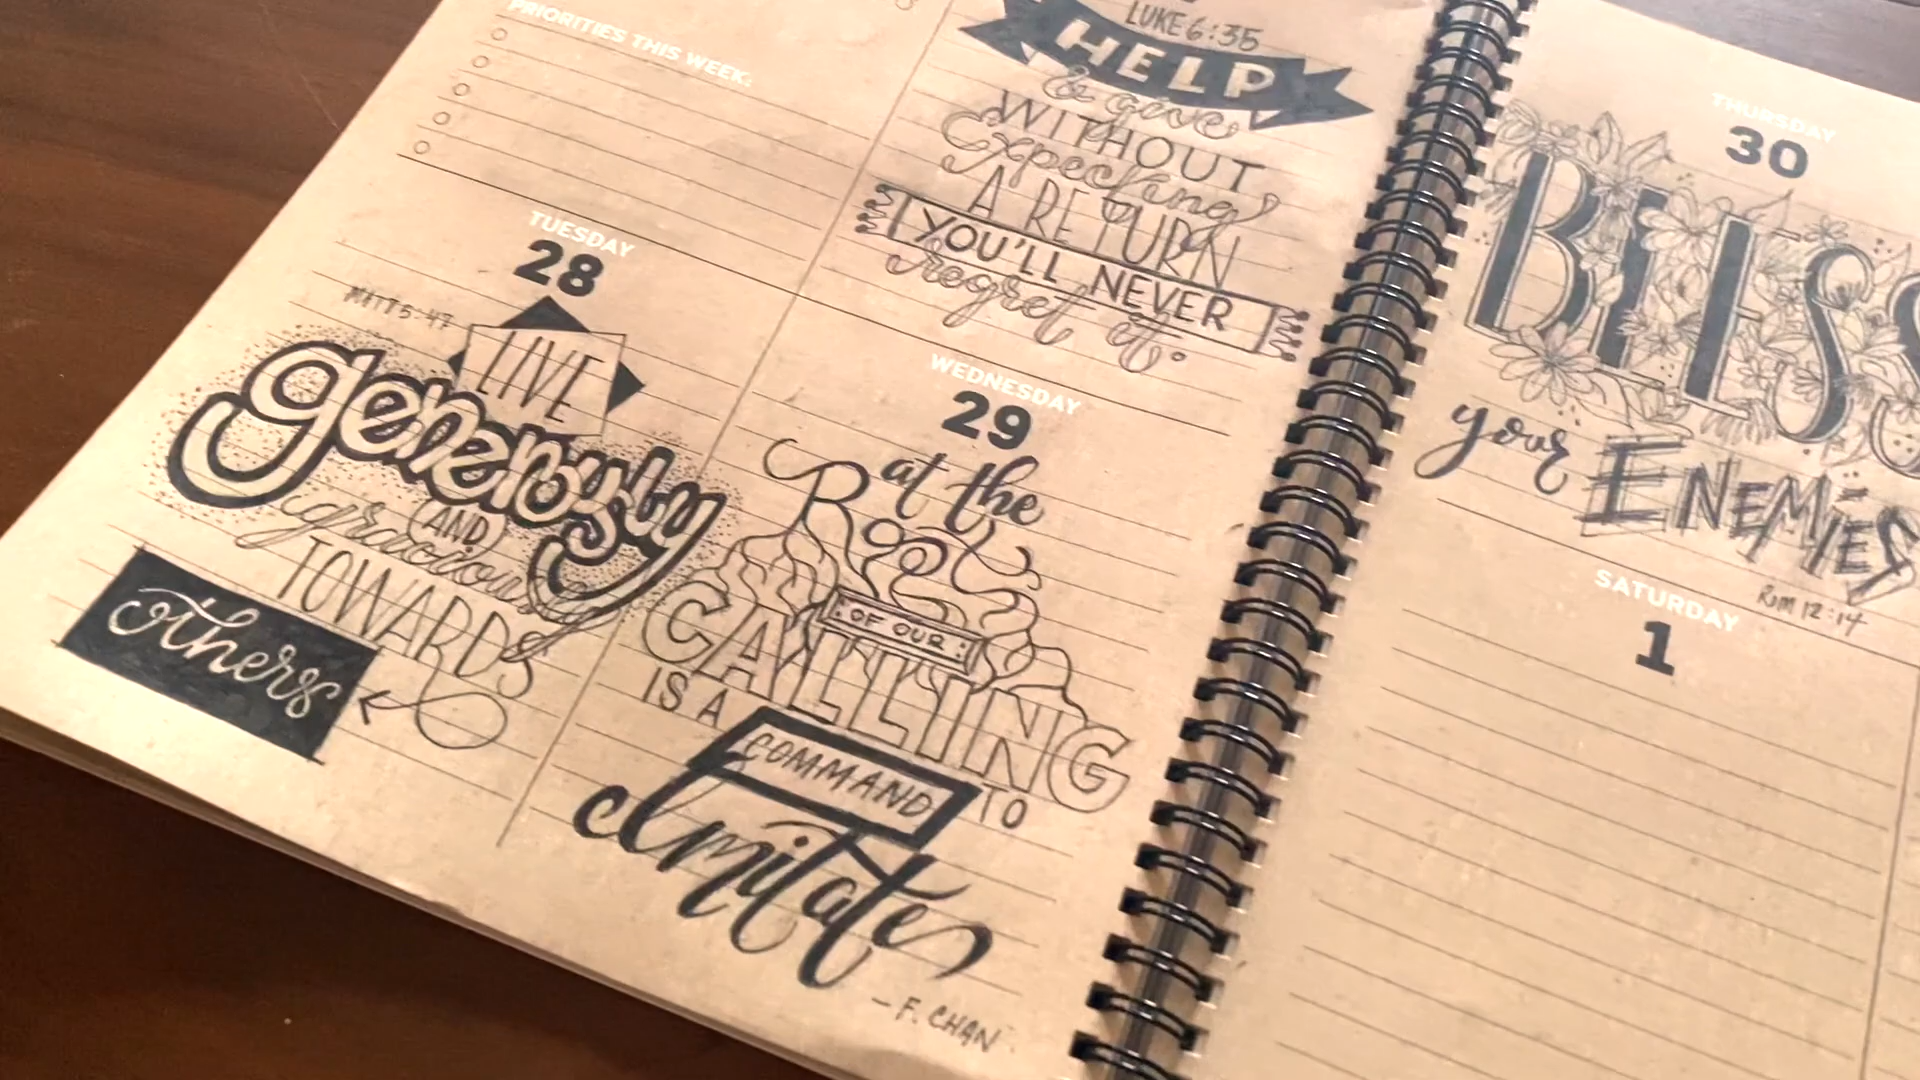 PRIORITIES THIS WEEK:
LUKE 6:35
HELP
& give
WITHOUT
Expecting
A RETURN
YOU'LL NEVER
regret it.
TUESDAY
28
MATT 5:47
LIVE
generously
(AND)
graciously
TOWARDS
others
WEDNESDAY
29
at the
Root
OF OUR
CALLING
IS A
COMMAND
TO
Imitate
- F. CHAN
THURSDAY
30
BLESS
your ENEMIES
ROM 12:14
SATURDAY
1